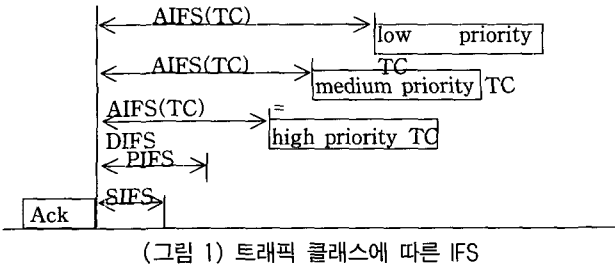 AIFS(TC)
low priority
TC
AIFS(TC)
medium priority TC
AIFS(TC) =
DIFS
high priority TC
PIFS
SIFS
Ack
(그림 1) 트래픽 클래스에 따른 IFS